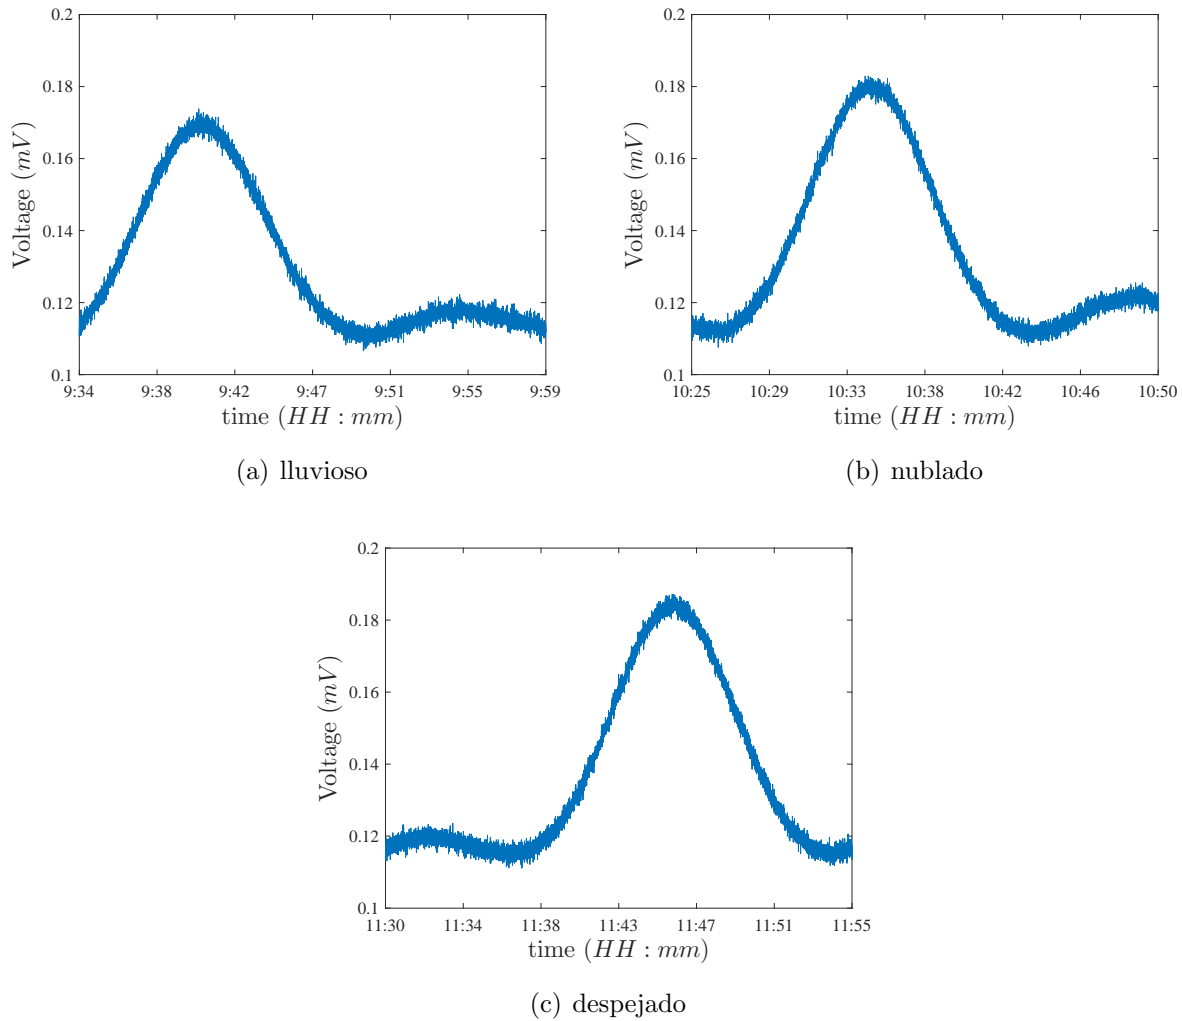 0.2
0.18
0.16
0.14
0.12
0.1
Voltage (mV)
9:34 9:38 9:42 9:47 9:51 9:55 9:59
time (HH : mm)
(a) lluvioso
0.2
0.18
0.16
0.14
0.12
0.1
Voltage (mV)
10:25 10:29 10:33 10:38 10:42 10:46 10:50
time (HH : mm)
(b) nublado
0.2
0.18
0.16
0.14
0.12
0.1
Voltage (mV)
11:30 11:34 11:38 11:43 11:47 11:51 11:55
time (HH : mm)
(c) despejado